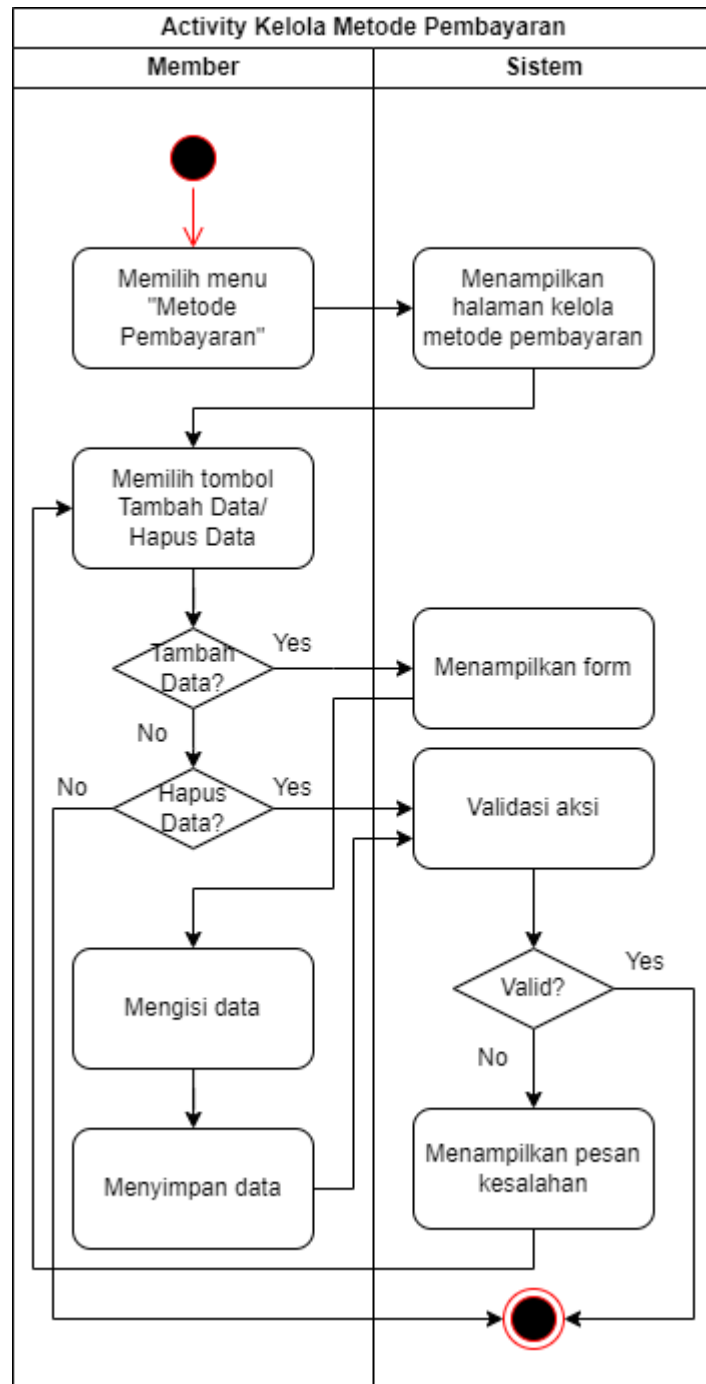 Activity Kelola Metode Pembayaran
Member
Sistem
Memilih menu
"Metode
Pembayaran"
Menampilkan
halaman kelola
metode pembayaran
Memilih tombol
Tambah Data/
Hapus Data
Tambah
Data?
Yes
Menampilkan form
No
Hapus
Data?
No
Yes
Validasi aksi
Mengisi data
Valid?
Yes
No
Menyimpan data
Menampilkan pesan
kesalahan